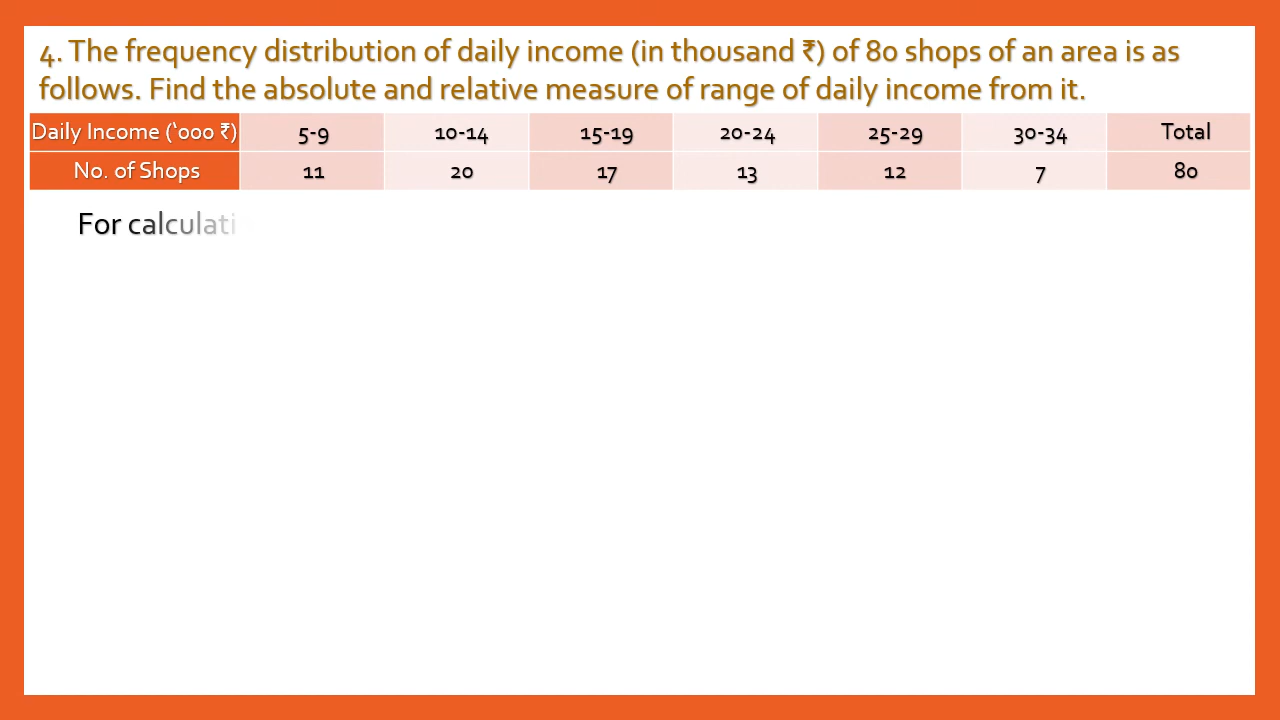 4. The frequency distribution of daily income (in thousand ₹) of 80 shops of an area is as
follows. Find the absolute and relative measure of range of daily income from it.
Daily Income (‘000 ₹) 5-9 10-14 15-19 20-24 25-29 30-34 Total
No. of Shops 11 20 17 13 12 7 80
For calculati